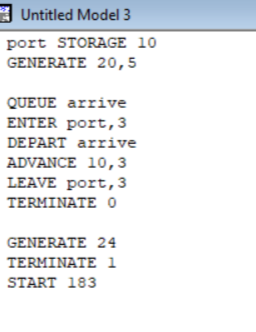 Untitled Model 3
port STORAGE 10
GENERATE 20,5
QUEUE arrive
ENTER port,3
DEPART arrive
ADVANCE 10,3
LEAVE port,3
TERMINATE 0
GENERATE 24
TERMINATE 1
START 183